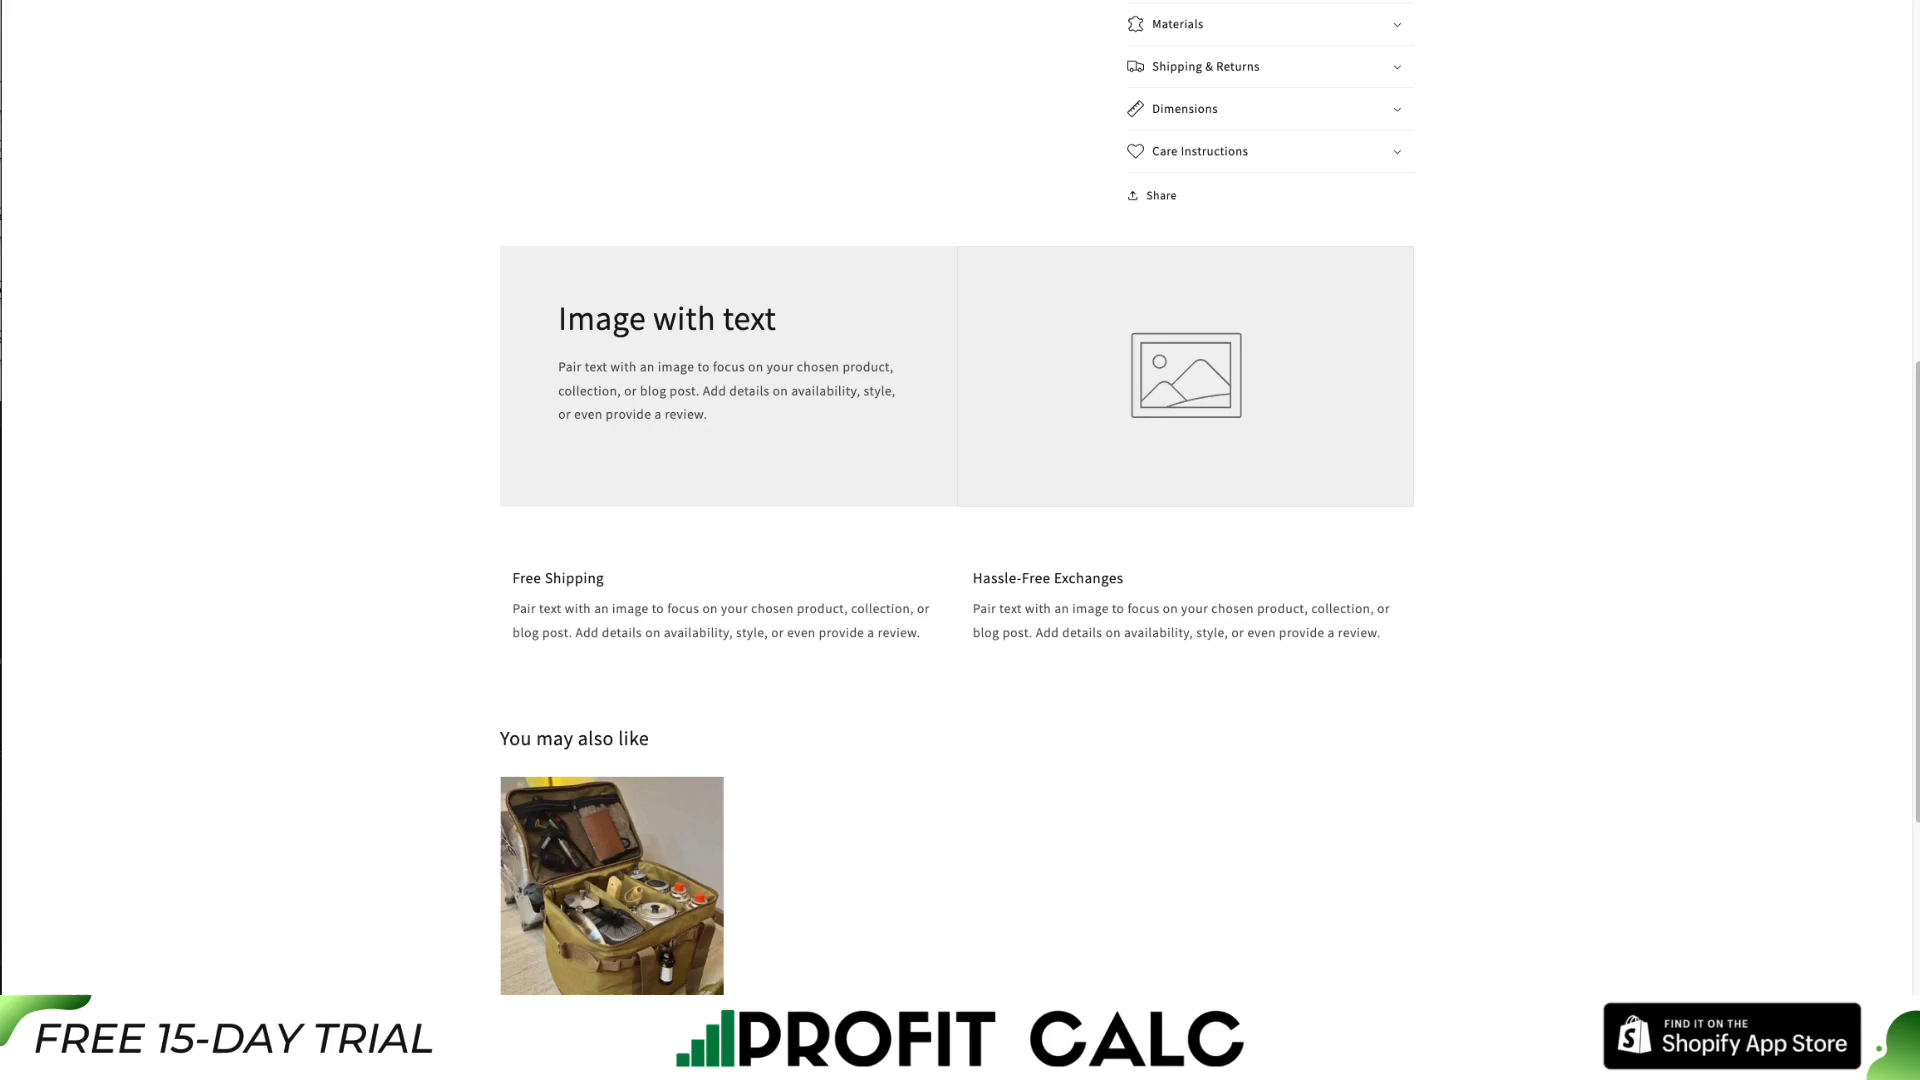 Materials
Shipping & Returns
Dimensions
Care Instructions
Share
Image with text
Pair text with an image to focus on your chosen product,
collection, or blog post. Add details on availability, style,
or even provide a review.
Free Shipping
Pair text with an image to focus on your chosen product, collection, or
blog post. Add details on availability, style, or even provide a review.
Hassle-Free Exchanges
Pair text with an image to focus on your chosen product, collection, or
blog post. Add details on availability, style, or even provide a review.
You may also like
FREE 15-DAY TRIAL
PROFIT CALC
FIND IT ON THE
Shopify App Store